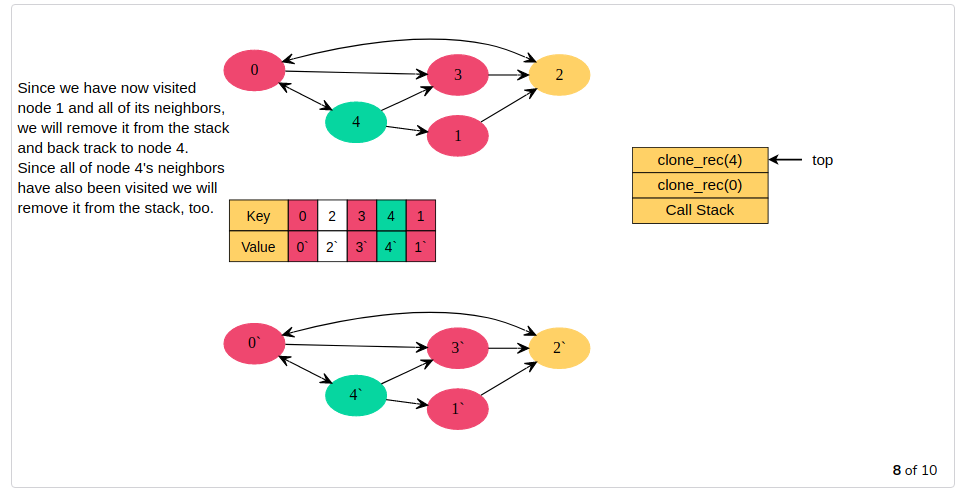 0
3
2
4
1
Since we have now visited
node 1 and all of its neighbors,
we will remove it from the stack
and back track to node 4.
Since all of node 4's neighbors
have also been visited we will
remove it from the stack, too.
clone_rec(4)
top
clone_rec(0)
Call Stack
Key 0 2 3 4 1
Value 0` 2` 3` 4` 1`
0`
3`
2`
4`
1`
8 of 10